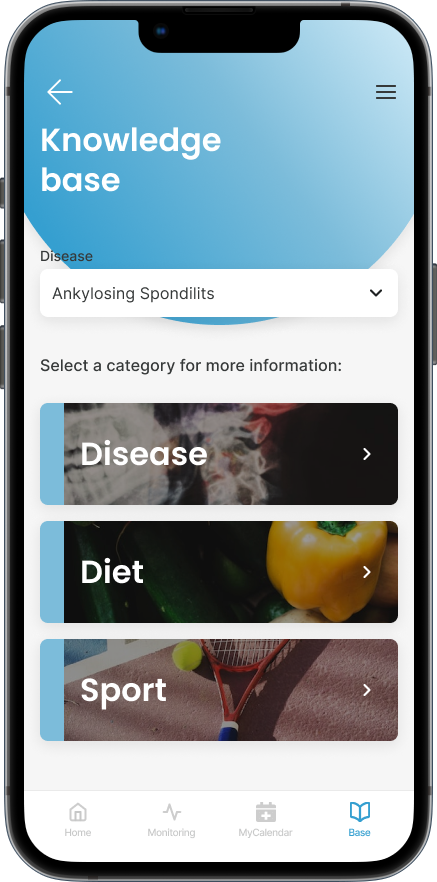 Knowledge
base
Disease
Ankylosing Spondilits
Select a category for more information:
Disease
Diet
Sport
Home
Monitoring
MyCalendar
Base